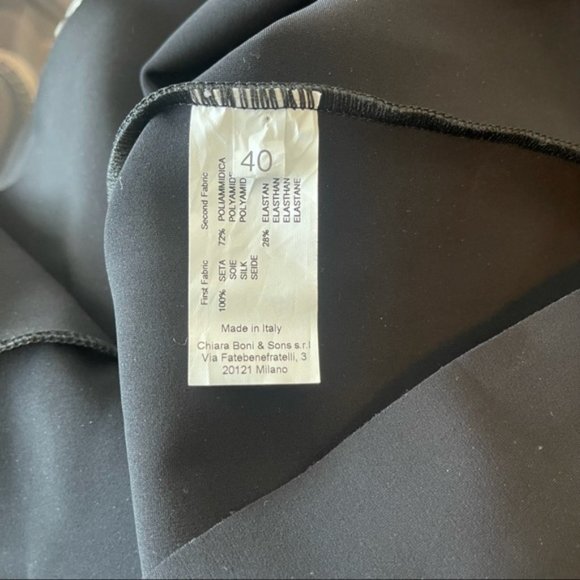 40
First Fabric
100% SETA
SOIE
SILK
SEIDE
Second Fabric
72% POLIAMMIDICA
POLYAMID
POLYAMID
28% ELASTAN
ELASTHAN
ELASTHAN
ELASTANE
Made in Italy
Chiara Boni & Sons s.r.l
Via Fatebenefratelli, 3
20121 Milano